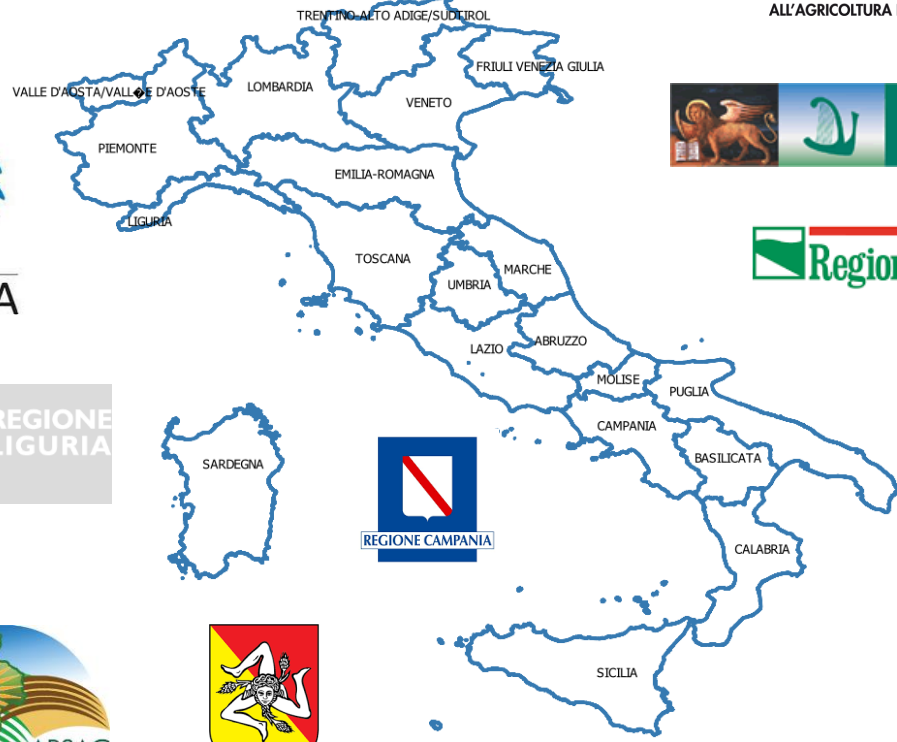 TRENTINO-ALTO ADIGE/SUDTIROL
ALL'AGRICOLTURA
FRIULI VENEZIA GIULIA
VALLE D'AOSTA/VALL�E D'AOSTE
LOMBARDIA
VENETO
PIEMONTE
EMILIA-ROMAGNA
LIGURIA
TOSCANA
MARCHE
UMBRIA
Region
A
LAZIO
ABRUZZO
MOLISE
PUGLIA
REGIONE
LIGURIA
CAMPANIA
BASILICATA
SARDEGNA
REGIONE CAMPANIA
CALABRIA
SICILIA